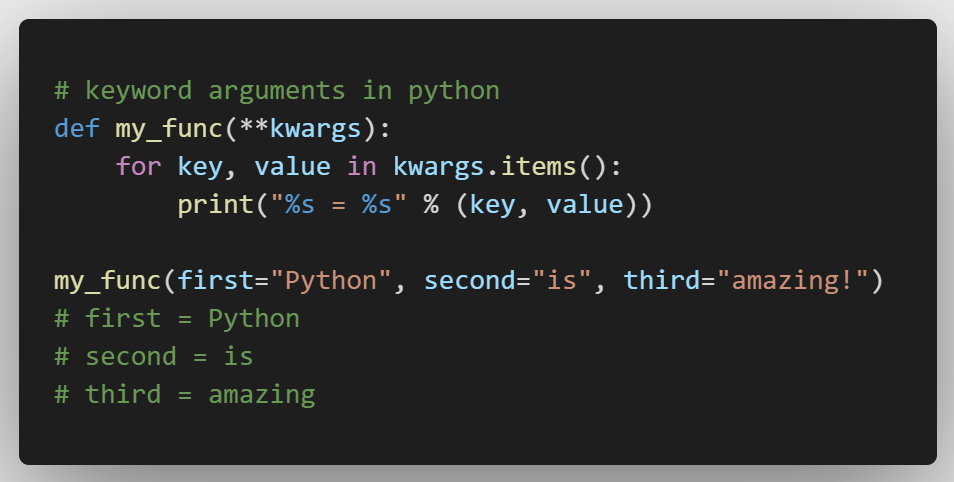 # keyword arguments in python
def my_func(**kwargs):
    for key, value in kwargs.items():
        print("%s = %s" % (key, value))

my_func(first="Python", second="is", third="amazing!")
# first = Python
# second = is
# third = amazing